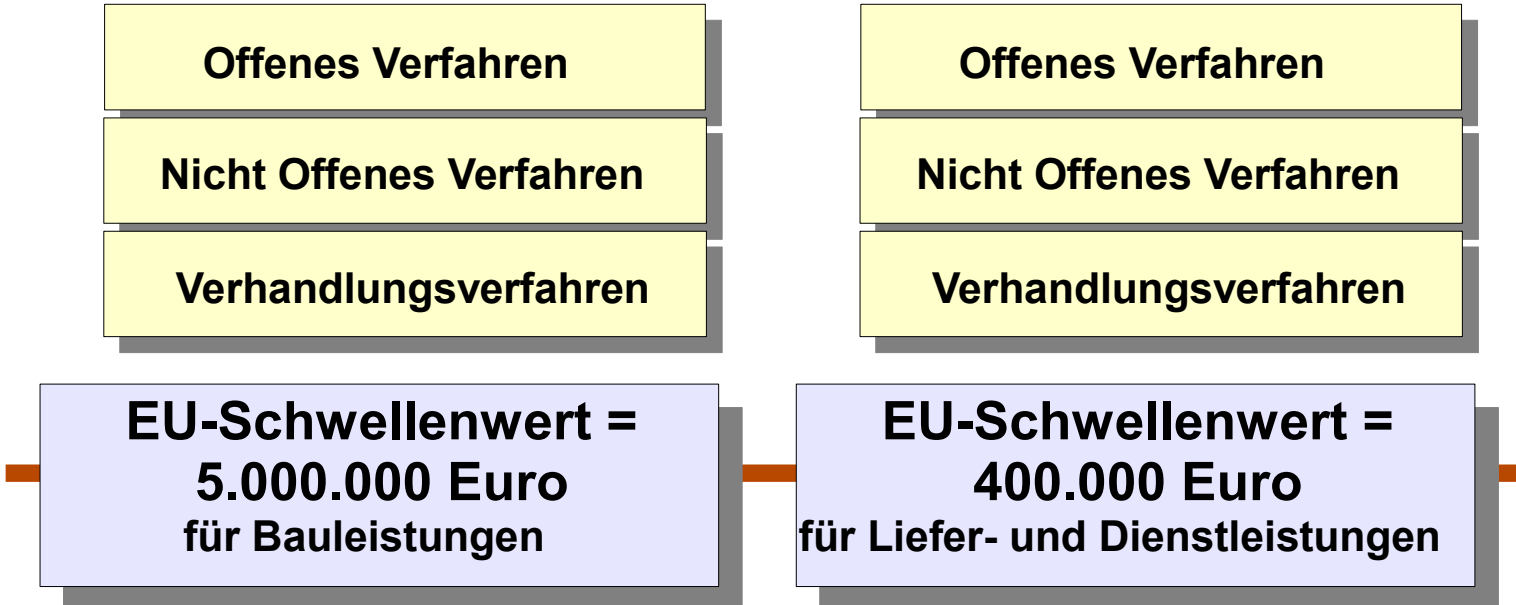 Offenes Verfahren
Nicht Offenes Verfahren
Verhandlungsverfahren
EU-Schwellenwert =
5.000.000 Euro
für Bauleistungen
Offenes Verfahren
Nicht Offenes Verfahren
Verhandlungsverfahren
EU-Schwellenwert =
400.000 Euro
für Liefer- und Dienstleistungen